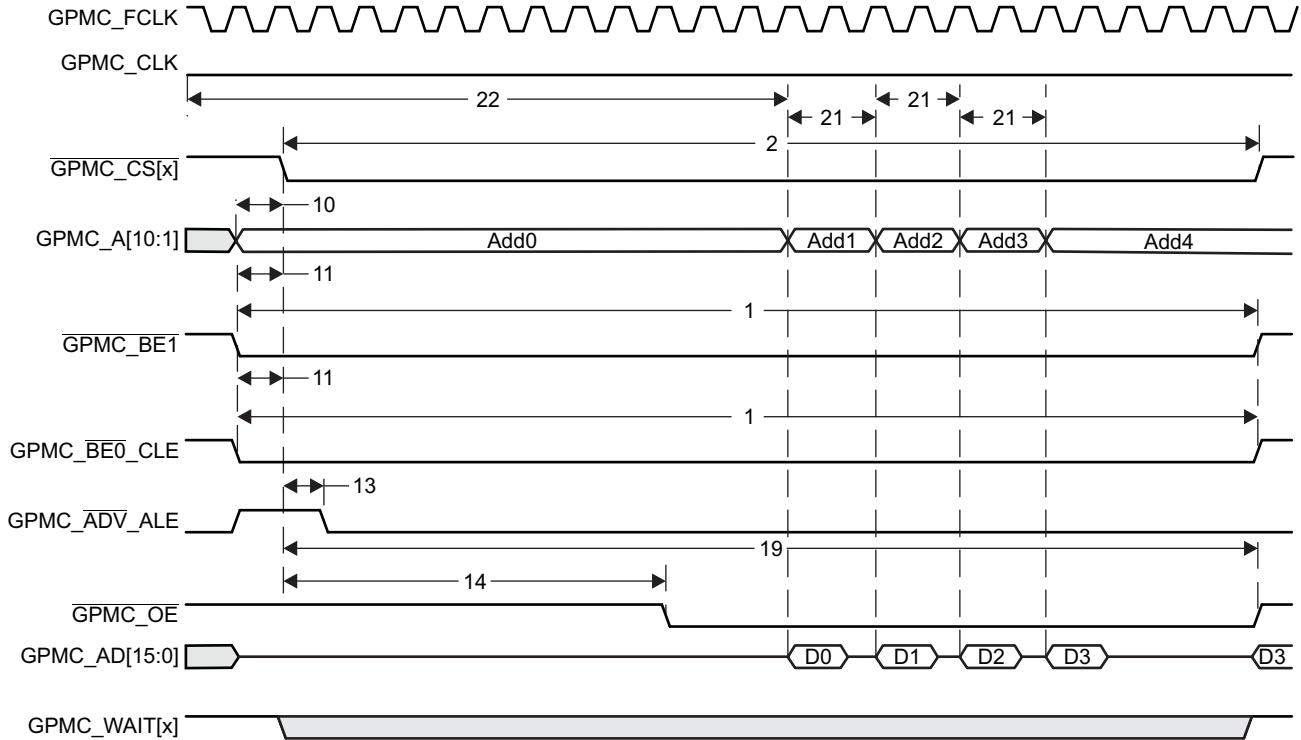 GPMC_FCLK
GPMC_CLK
22
21
21
21
2
GPMC_CS[x]
10
GPMC_A[10:1]
Add0
Add1
Add2
Add3
Add4
11
1
GPMC_BE1
11
1
GPMC_BE0_CLE
13
GPMC_ADV_ALE
19
14
GPMC_OE
GPMC_AD[15:0]
D0
D1
D2
D3
D3
GPMC_WAIT[x]